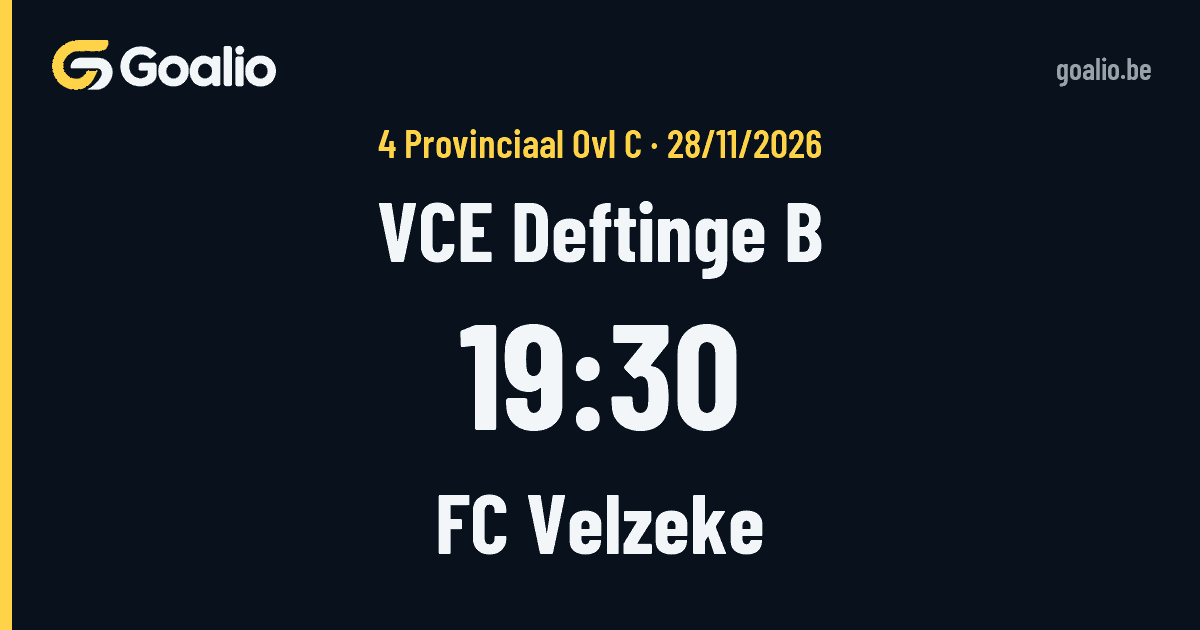 Goalio
goalio.be
4 Provinciaal Ovl C · 28/11/2026
VCE Deftinge B
19:30
FC Velzeke